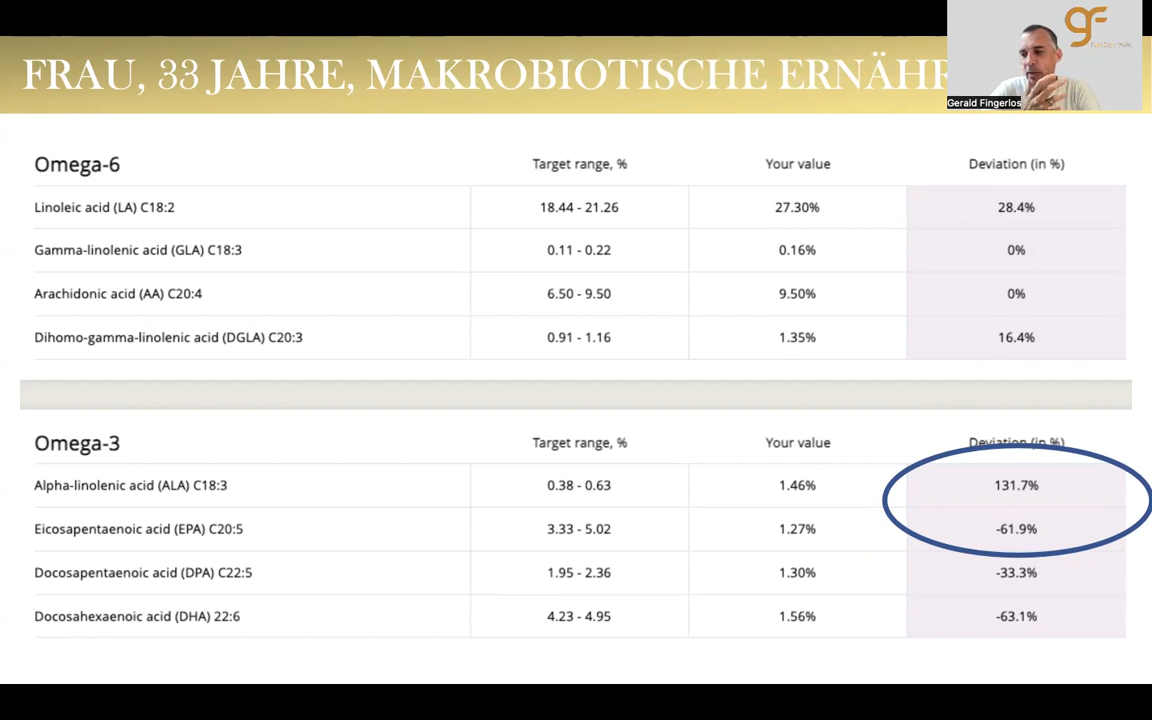 FRAU, 33 JAHRE, MAKROBIOTISCHE ERNÄHR
gf
Gerald Fingerlos
Omega-6 Target range, % Your value Deviation (in %)
Linoleic acid (LA) C18:2 18.44 - 21.26 27.30% 28.4%
Gamma-linolenic acid (GLA) C18:3 0.11 - 0.22 0.16% 0%
Arachidonic acid (AA) C20:4 6.50 - 9.50 9.50% 0%
Dihomo-gamma-linolenic acid (DGLA) C20:3 0.91 - 1.16 1.35% 16.4%
Omega-3 Target range, % Your value Deviation (in %)
Alpha-linolenic acid (ALA) C18:3 0.38 - 0.63 1.46% 131.7%
Eicosapentaenoic acid (EPA) C20:5 3.33 - 5.02 1.27% -61.9%
Docosapentaenoic acid (DPA) C22:5 1.95 - 2.36 1.30% -33.3%
Docosahexaenoic acid (DHA) 22:6 4.23 - 4.95 1.56% -63.1%